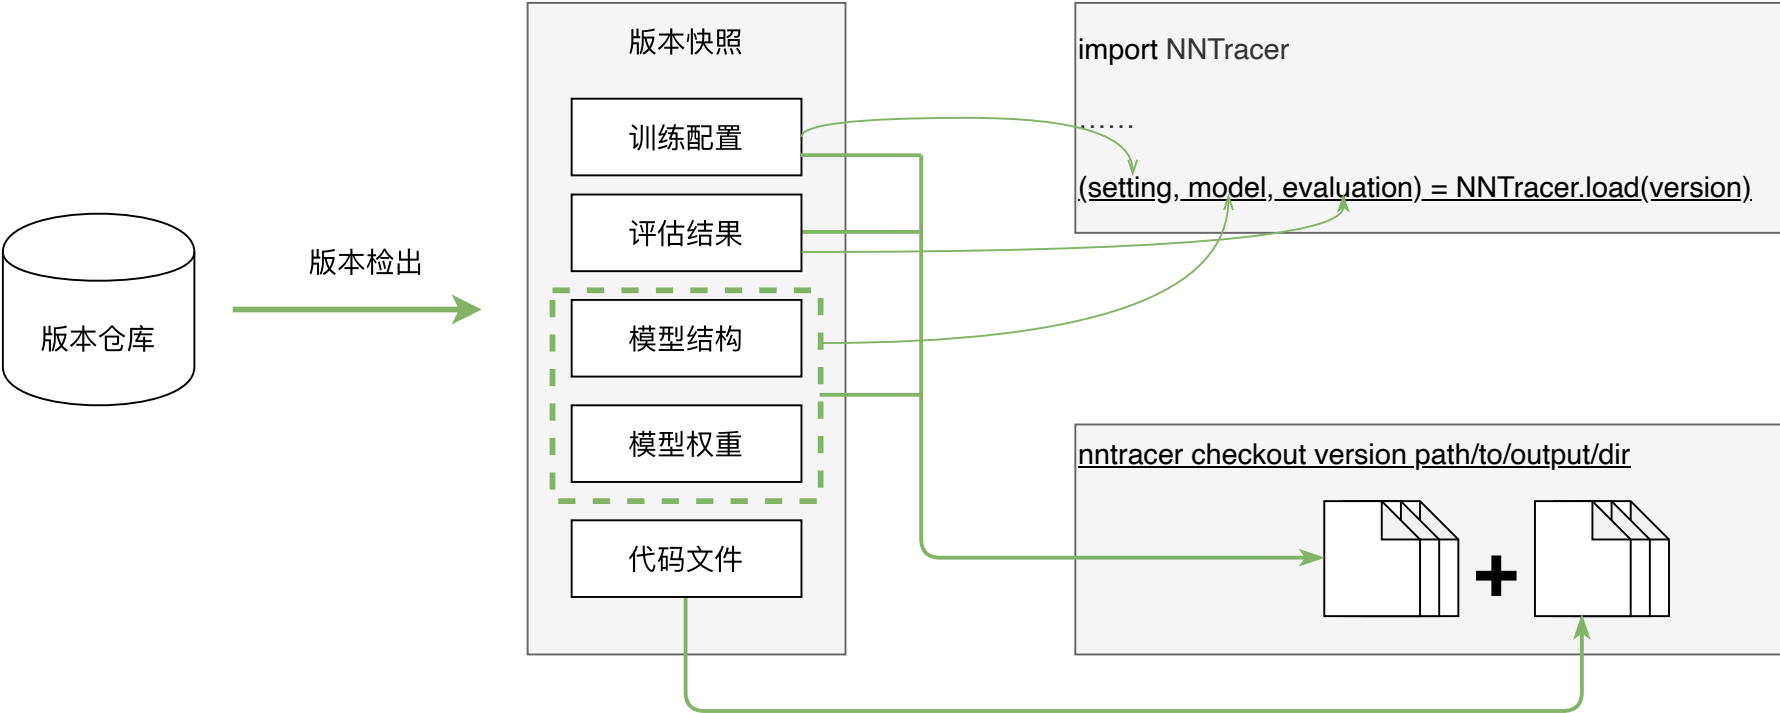 版本仓库
版本检出
版本快照
训练配置
评估结果
模型结构
模型权重
代码文件
import NNTracer
......
(setting, model, evaluation) = NNTracer.load(version)
nntracer checkout version path/to/output/dir
+